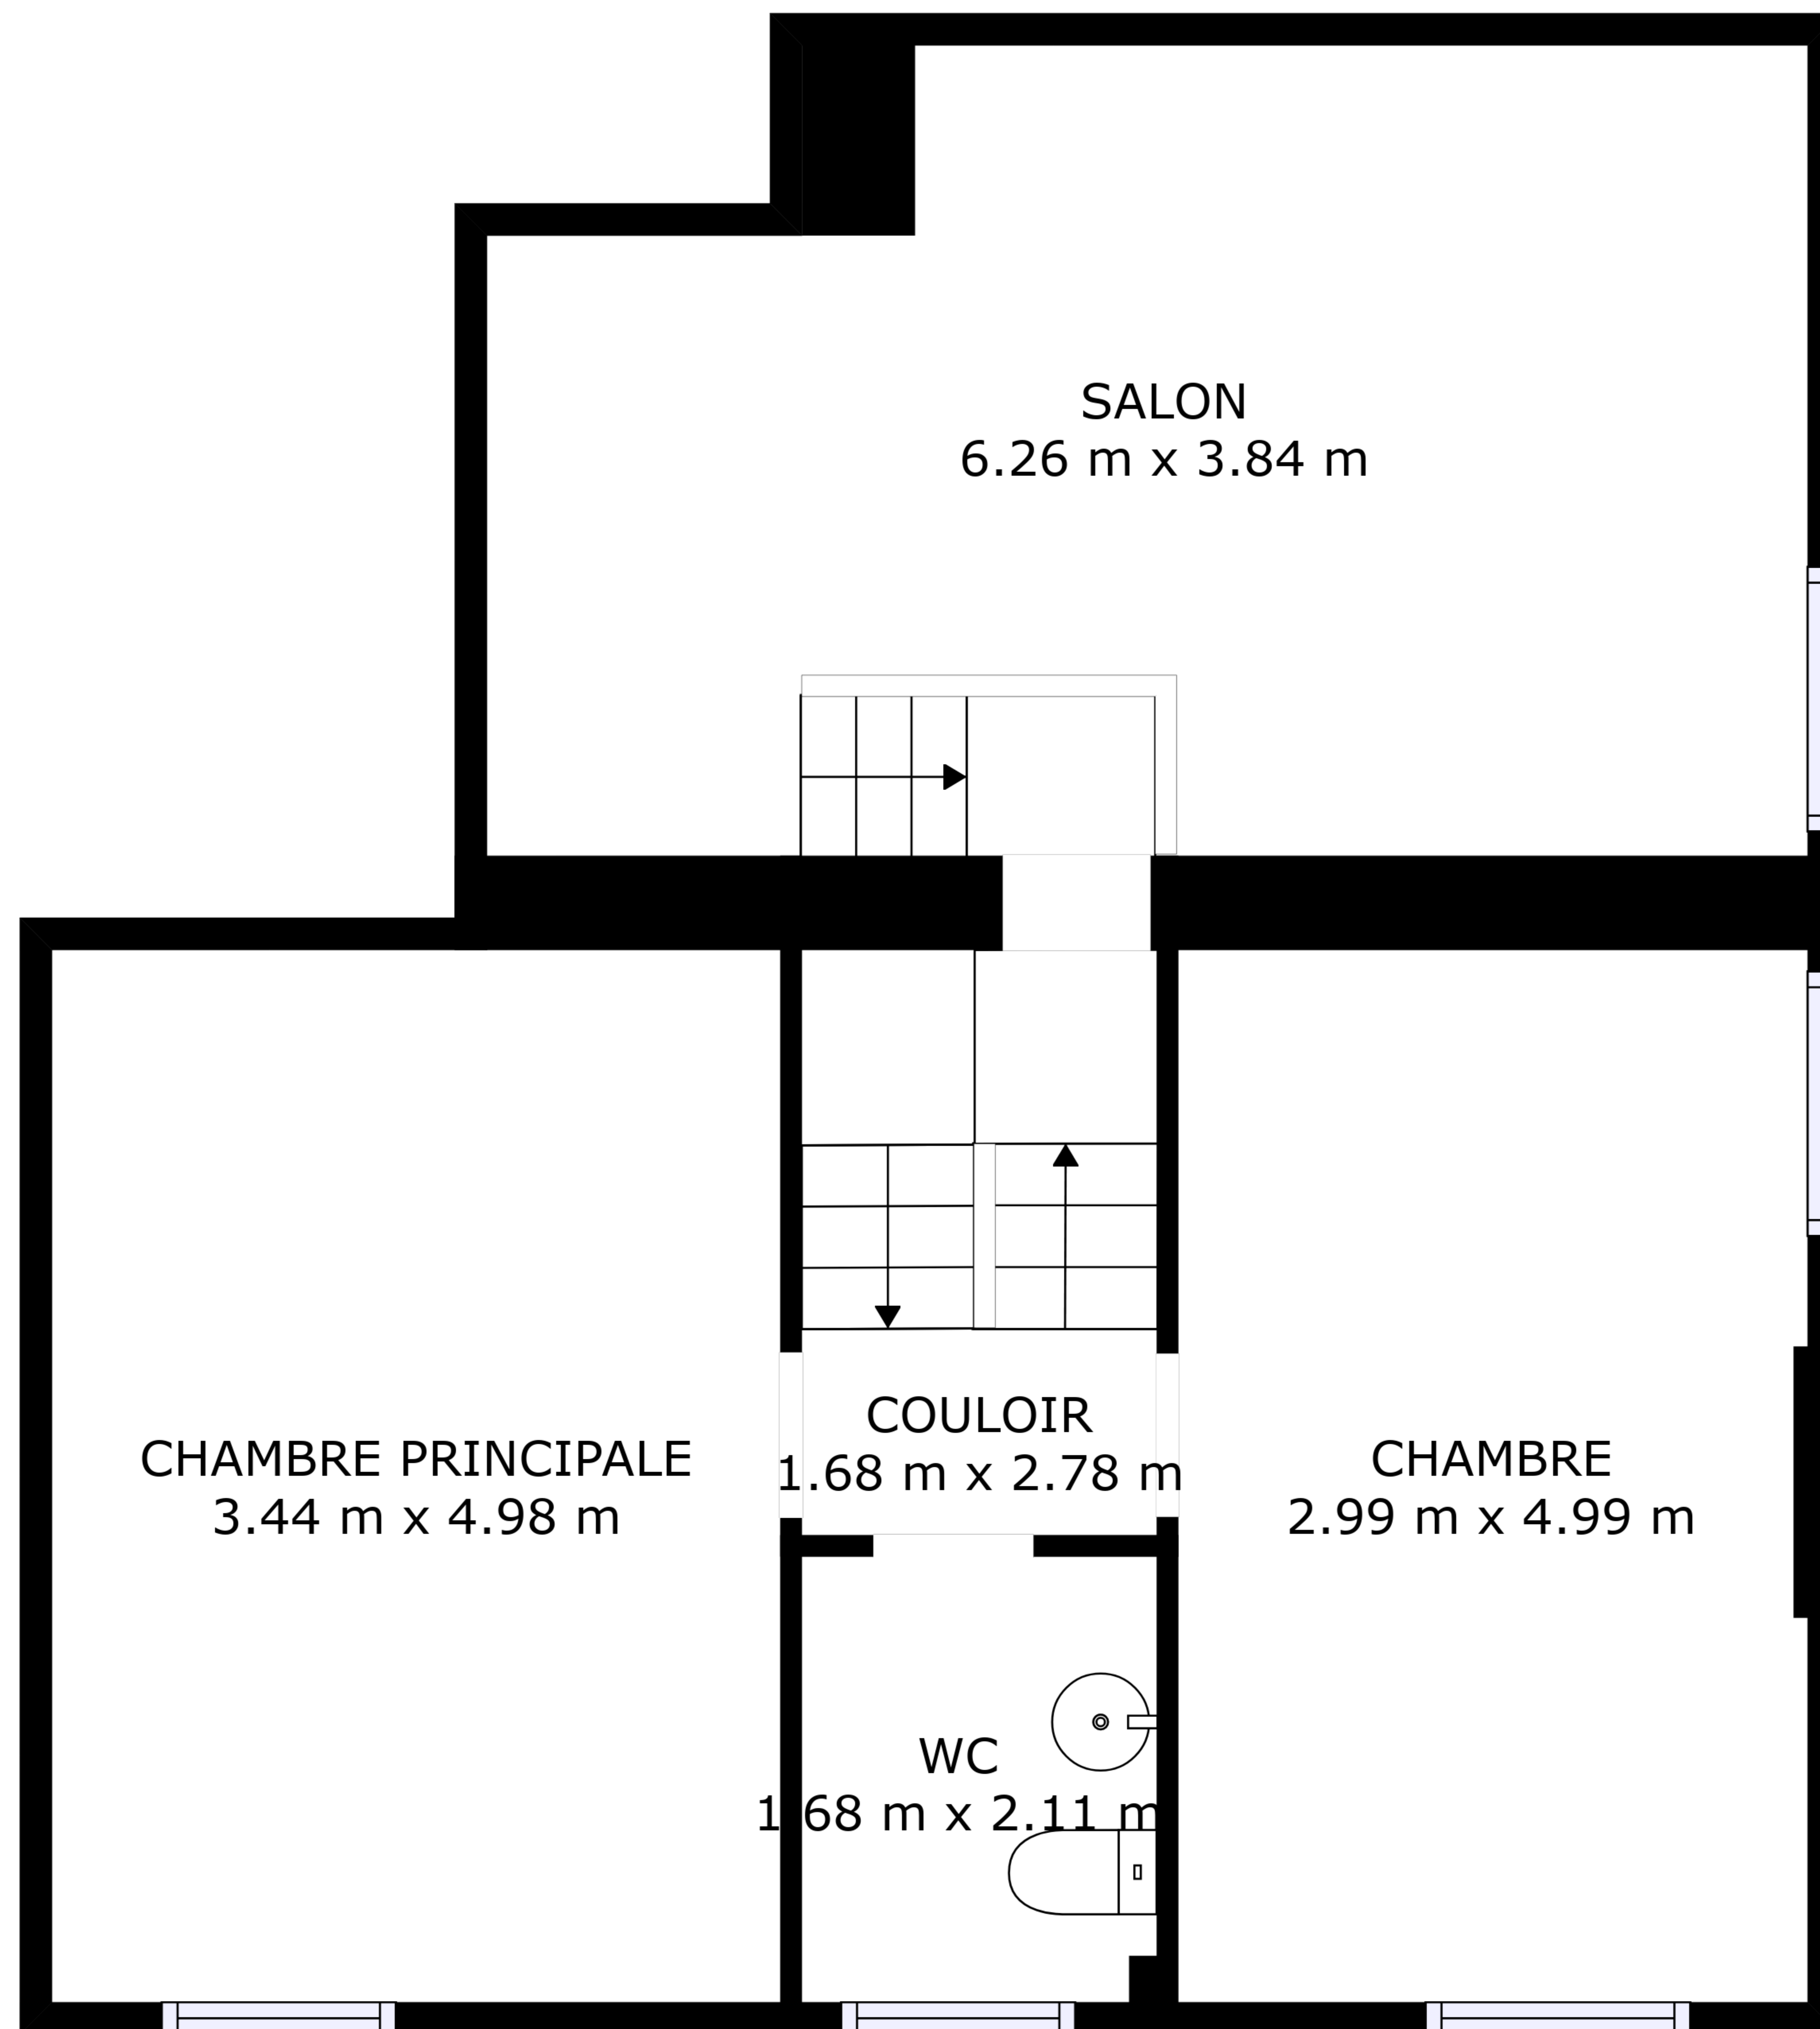 SALON
6.26 m x 3.84 m
COULOIR
1.68 m x 2.78 m
CHAMBRE PRINCIPALE
3.44 m x 4.98 m
CHAMBRE
2.99 m x 4.99 m
WC
1.68 m x 2.11 m